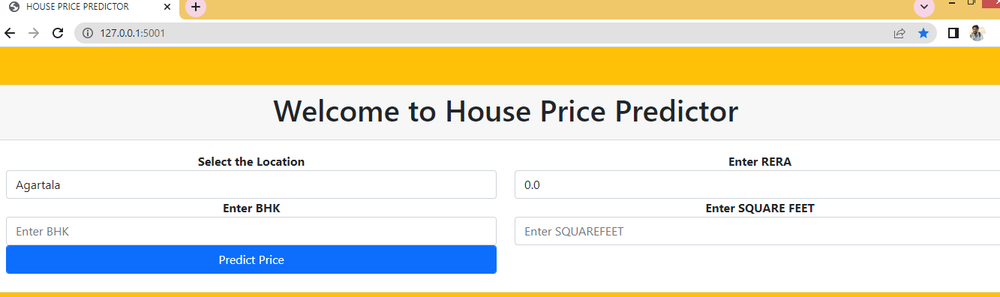 HOUSE PRICE PREDICTOR
127.0.0.1:5001
Welcome to House Price Predictor
Select the Location
Enter RERA
Agartala
0.0
Enter BHK
Enter SQUARE FEET
Enter BHK
Enter SQUAREFEET
Predict Price